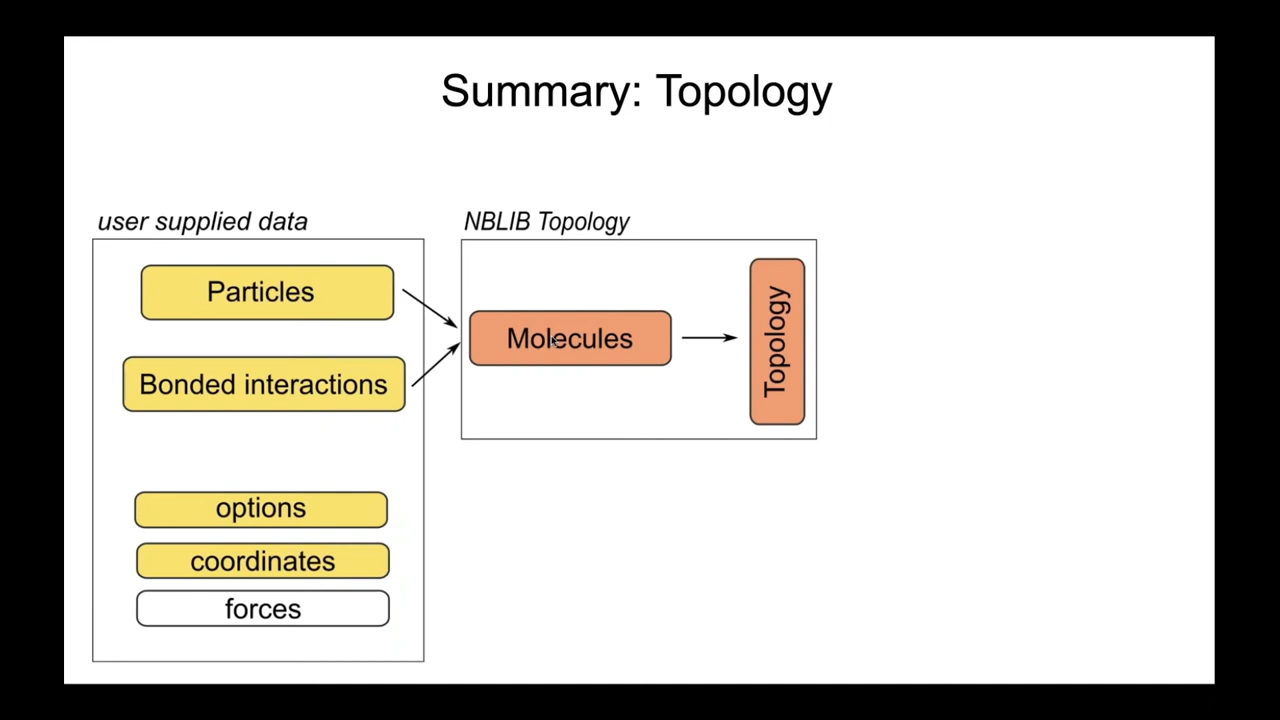 Summary: Topology
user supplied data
Particles
Bonded interactions
options
coordinates
forces
NBLIB Topology
Molecules
Topology